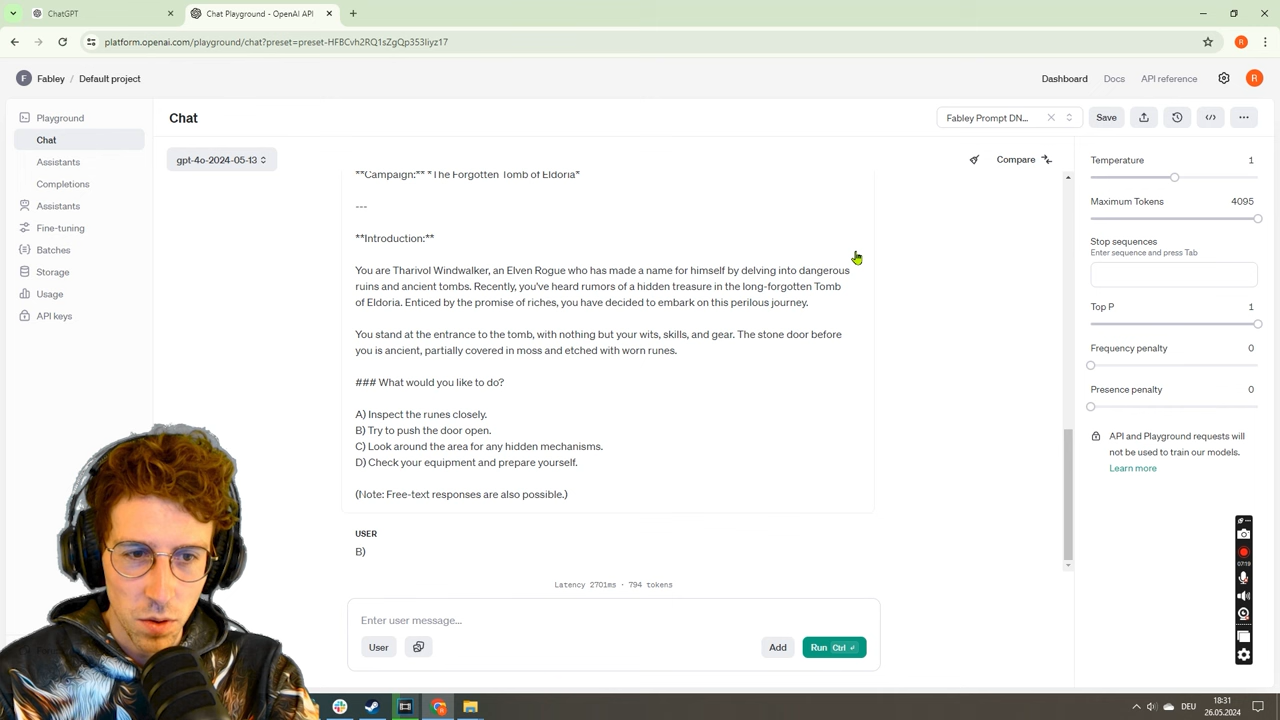 ChatGPT
Chat Playground - OpenAI API
platform.openai.com/playground/chat?preset=preset-HFBCvh2RQ1sZgQp353Iiyz17
F Fabley / Default project
Dashboard Docs API reference R
Playground
Chat
Assistants
Completions
Assistants
Fine-tuning
Batches
Storage
Usage
API keys
Chat
Fabley Prompt DN...
Save
gpt-4o-2024-05-13
Compare
**Campaign:** *The Forgotten Tomb of Eldoria*
---
**Introduction:**
You are Tharivol Windwalker, an Elven Rogue who has made a name for himself by delving into dangerous
ruins and ancient tombs. Recently, you've heard rumors of a hidden treasure in the long-forgotten Tomb
of Eldoria. Enticed by the promise of riches, you have decided to embark on this perilous journey.
You stand at the entrance to the tomb, with nothing but your wits, skills, and gear. The stone door before
you is ancient, partially covered in moss and etched with worn runes.
### What would you like to do?
A) Inspect the runes closely.
B) Try to push the door open.
C) Look around the area for any hidden mechanisms.
D) Check your equipment and prepare yourself.
(Note: Free-text responses are also possible.)
USER
B)
Latency 2701ms · 794 tokens
Enter user message...
User
Add
Run Ctrl ↵
Temperature 1
Maximum Tokens 4095
Stop sequences
Enter sequence and press Tab
Top P 1
Frequency penalty 0
Presence penalty 0
API and Playground requests will
not be used to train our models.
Learn more
07:19
DEU
18:31
26.05.2024